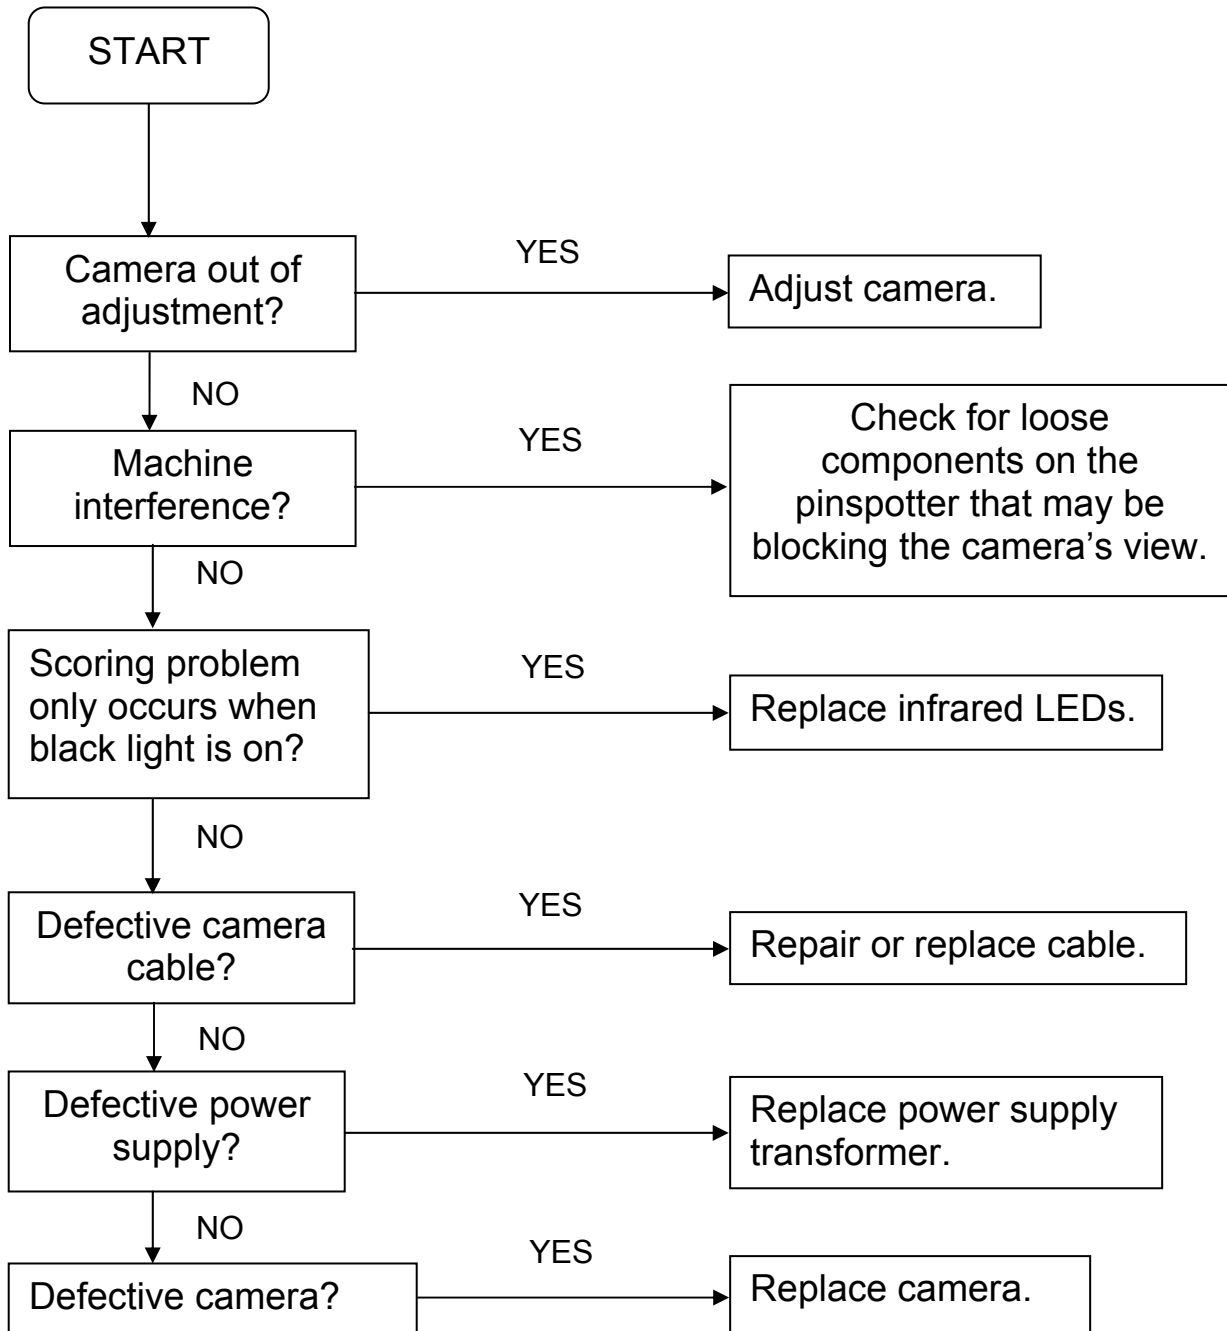 START
Camera out of
adjustment?
YES
Adjust camera.
NO
Machine
interference?
YES
Check for loose
components on the
pinspotter that may be
blocking the camera’s view.
NO
Scoring problem
only occurs when
black light is on?
YES
Replace infrared LEDs.
NO
Defective camera
cable?
YES
Repair or replace cable.
NO
Defective power
supply?
YES
Replace power supply
transformer.
NO
Defective camera?
YES
Replace camera.